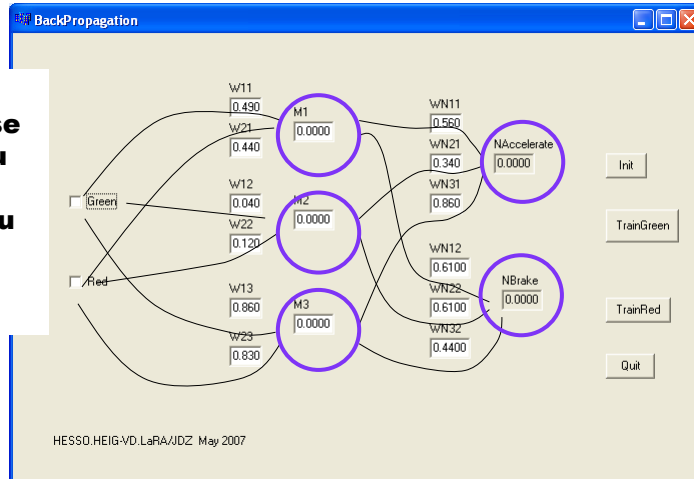 BackPropagation
se
u
u
W11
0.490
W21
0.440
W12
0.040
W22
0.120
W13
0.860
W23
0.830
Green
Red
M1
0.0000
M2
0.0000
M3
0.0000
WN11
0.560
WN21
0.340
WN31
0.860
WN12
0.6100
WN22
0.6100
WN32
0.4400
NAccelerate
0.0000
NBrake
0.0000
Init
TrainGreen
TrainRed
Quit
HESSO.HEIG-VD.LaRA/JDZ May 2007